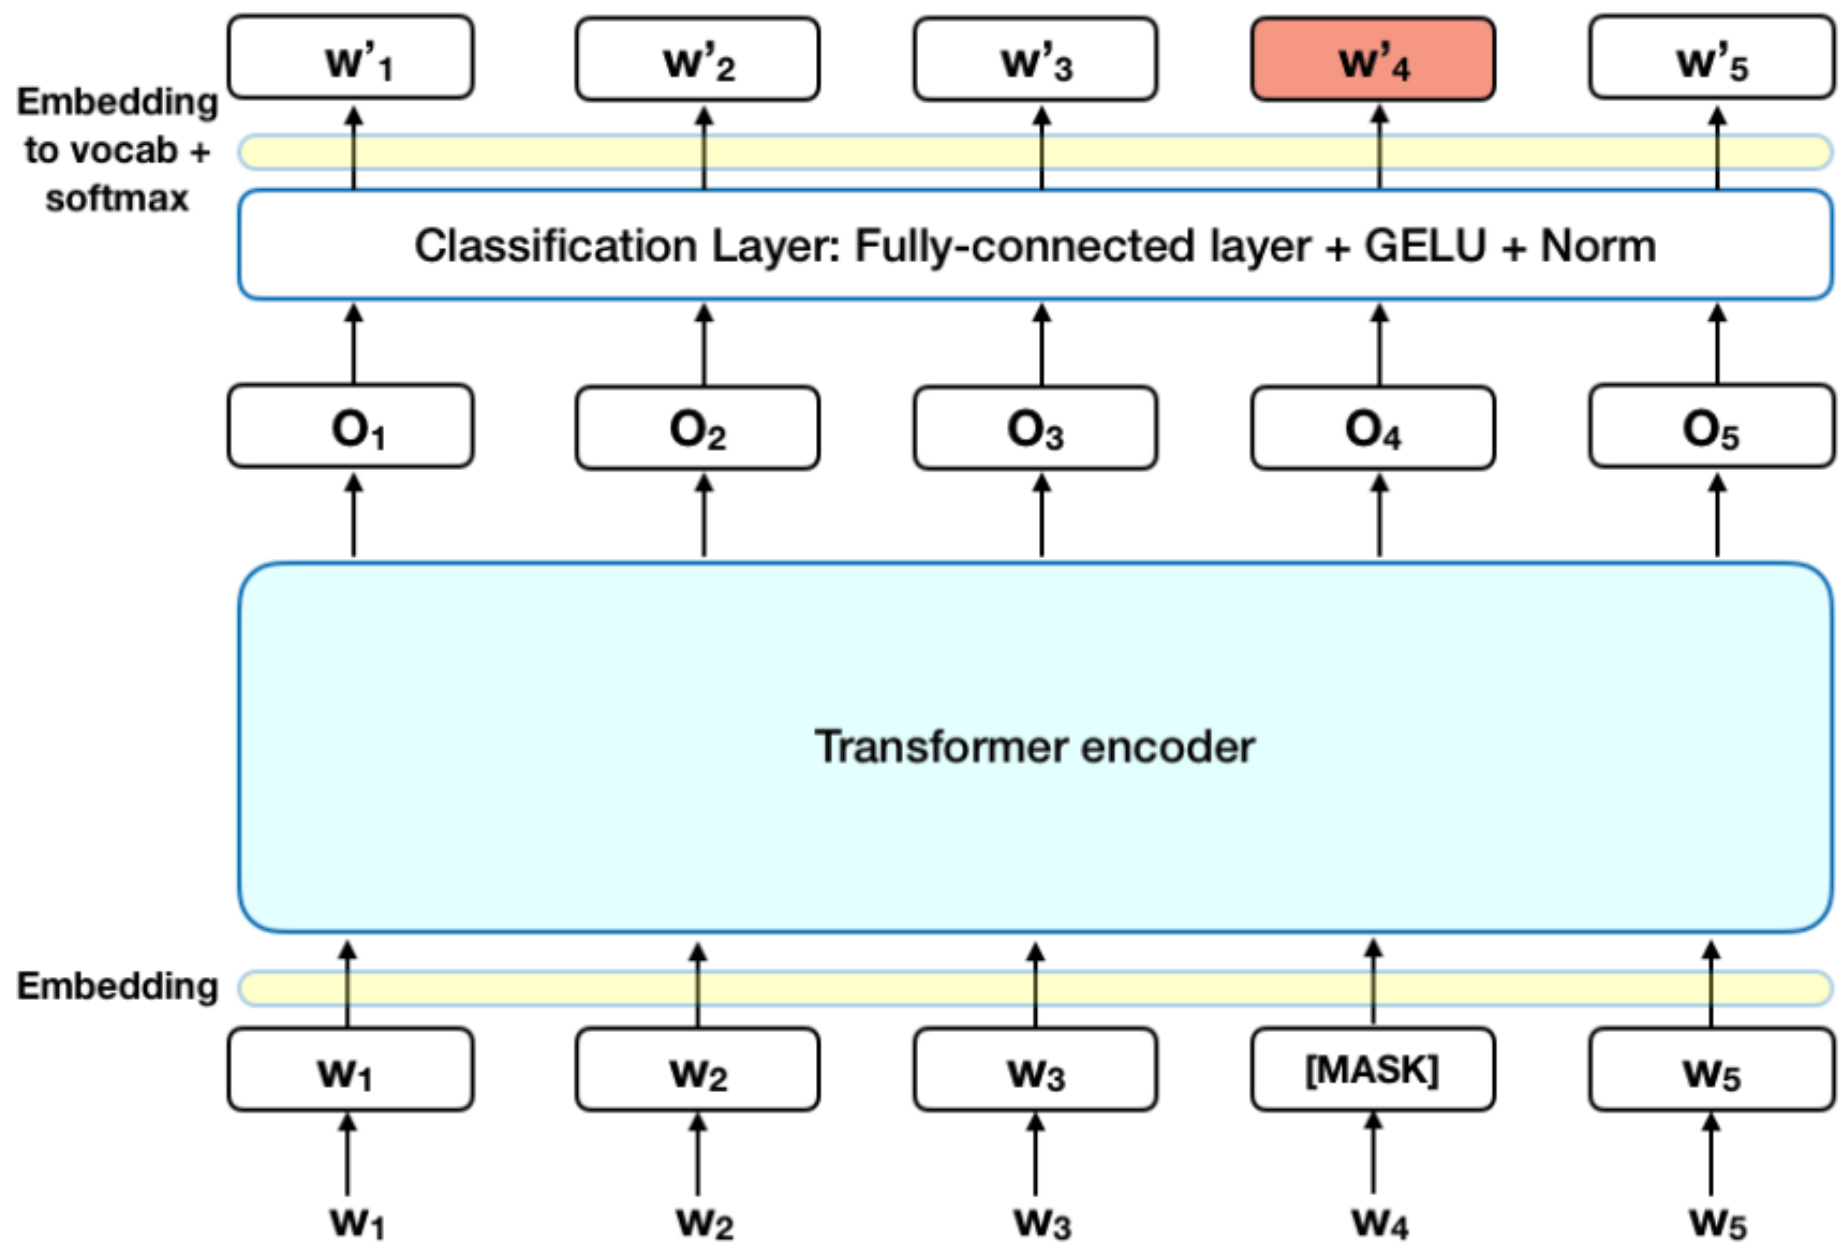 w’1 w’2 w’3 w’4 w’5
Embedding
to vocab +
softmax
Classification Layer: Fully-connected layer + GELU + Norm
O1 O2 O3 O4 O5
Transformer encoder
Embedding
w1 w2 w3 [MASK] w5
w1 w2 w3 w4 w5